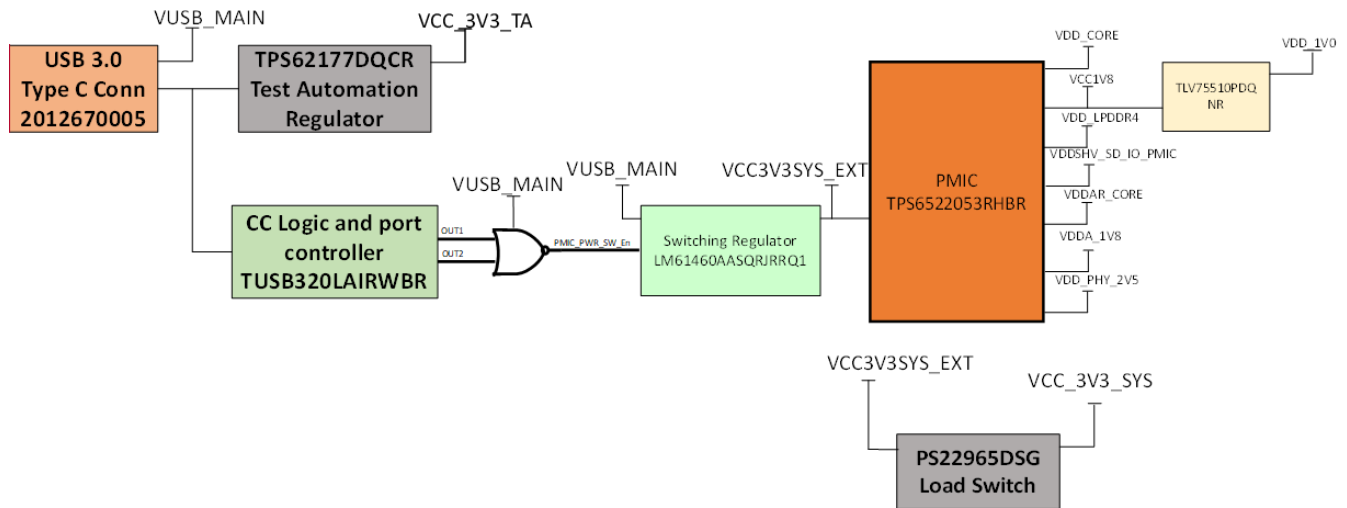 VUSB_MAIN
USB 3.0
Type C Conn
2012670005
VCC_3V3_TA
TPS62177DQCR
Test Automation
Regulator
CC Logic and port
controller
TUSB320LAIRWBR
OUT1
OUT2
VUSB_MAIN
PMIC_PWR_SW_En
VUSB_MAIN
Switching Regulator
LM61460AASQRJRRQ1
VCC3V3SYS_EXT
PMIC
TPS6522053RHBR
VDD_CORE
VCC1V8
VDD_LPDDR4
VDDSHV_SD_IO_PMIC
VDDAR_CORE
VDDA_1V8
VDD_PHY_2V5
TLV75510PDQ
NR
VDD_1V0
VCC3V3SYS_EXT
VCC_3V3_SYS
PS22965DSG
Load Switch